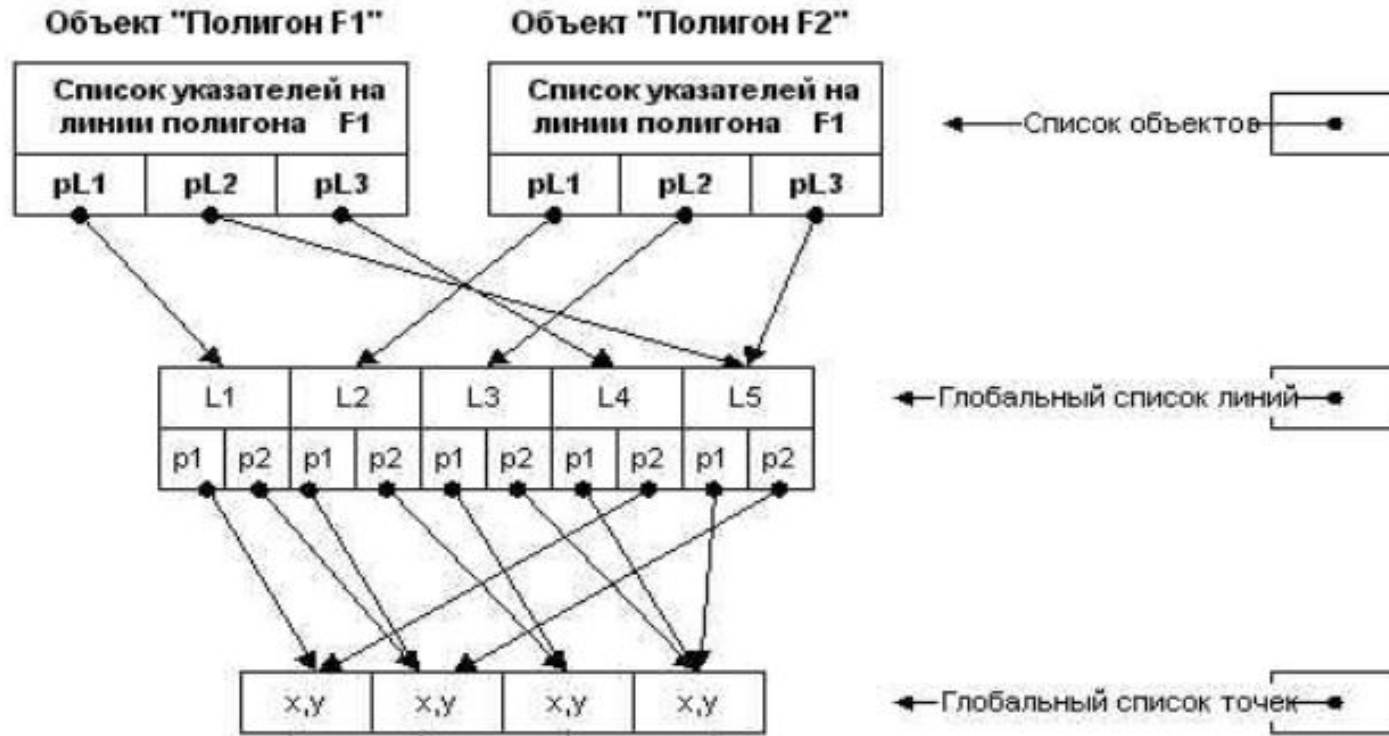 Объект "Полигон F1"
Объект "Полигон F2"
Список указателей на
линии полигона F1
pL1 pL2 pL3
Список указателей на
линии полигона F1
pL1 pL2 pL3
Список объектов
L1 L2 L3 L4 L5
p1 p2 p1 p2 p1 p2 p1 p2 p1 p2
Глобальный список линий
x,y x,y x,y x,y
Глобальный список точек